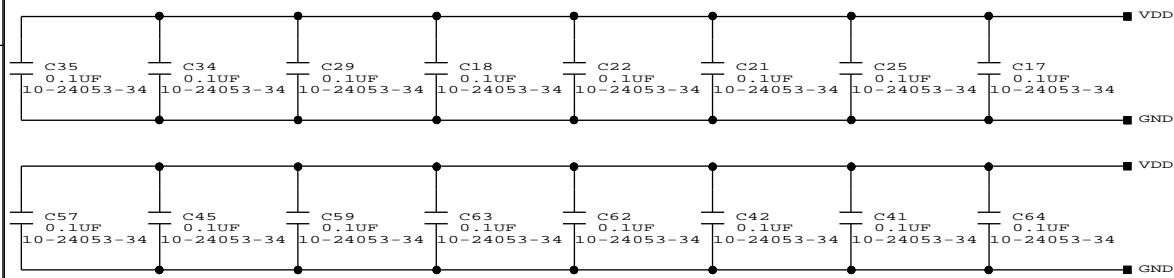 VDD
C35 C34 C29 C18 C22 C21 C25 C17
0.1UF 0.1UF 0.1UF 0.1UF 0.1UF 0.1UF 0.1UF 0.1UF
10-24053-34 10-24053-34 10-24053-34 10-24053-34 10-24053-34 10-24053-34 10-24053-34 10-24053-34
GND
VDD
C57 C45 C59 C63 C62 C42 C41 C64
0.1UF 0.1UF 0.1UF 0.1UF 0.1UF 0.1UF 0.1UF 0.1UF
10-24053-34 10-24053-34 10-24053-34 10-24053-34 10-24053-34 10-24053-34 10-24053-34 10-24053-34
GND